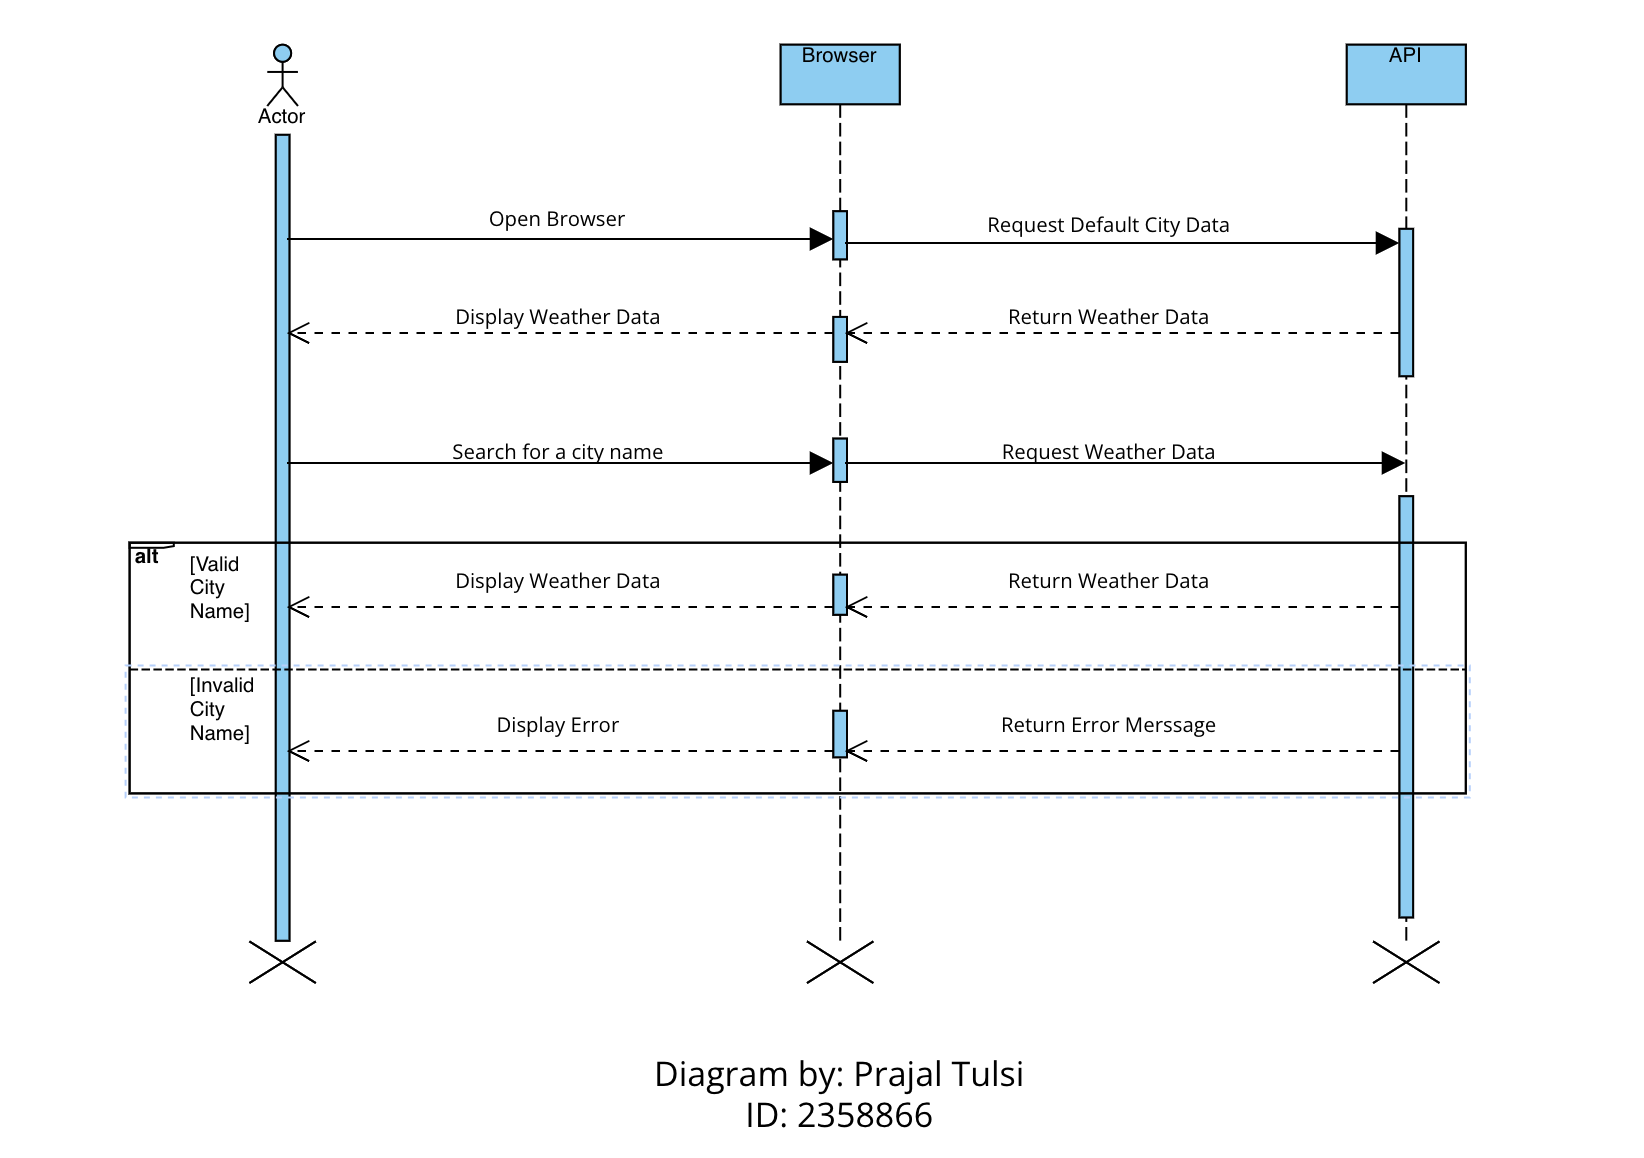 Actor
Browser
API
Open Browser
Request Default City Data
Display Weather Data
Return Weather Data
Search for a city name
Request Weather Data
alt
[Valid
City
Name]
Display Weather Data
Return Weather Data
[Invalid
City
Name]
Display Error
Return Error Merssage
Diagram by: Prajal Tulsi
ID: 2358866